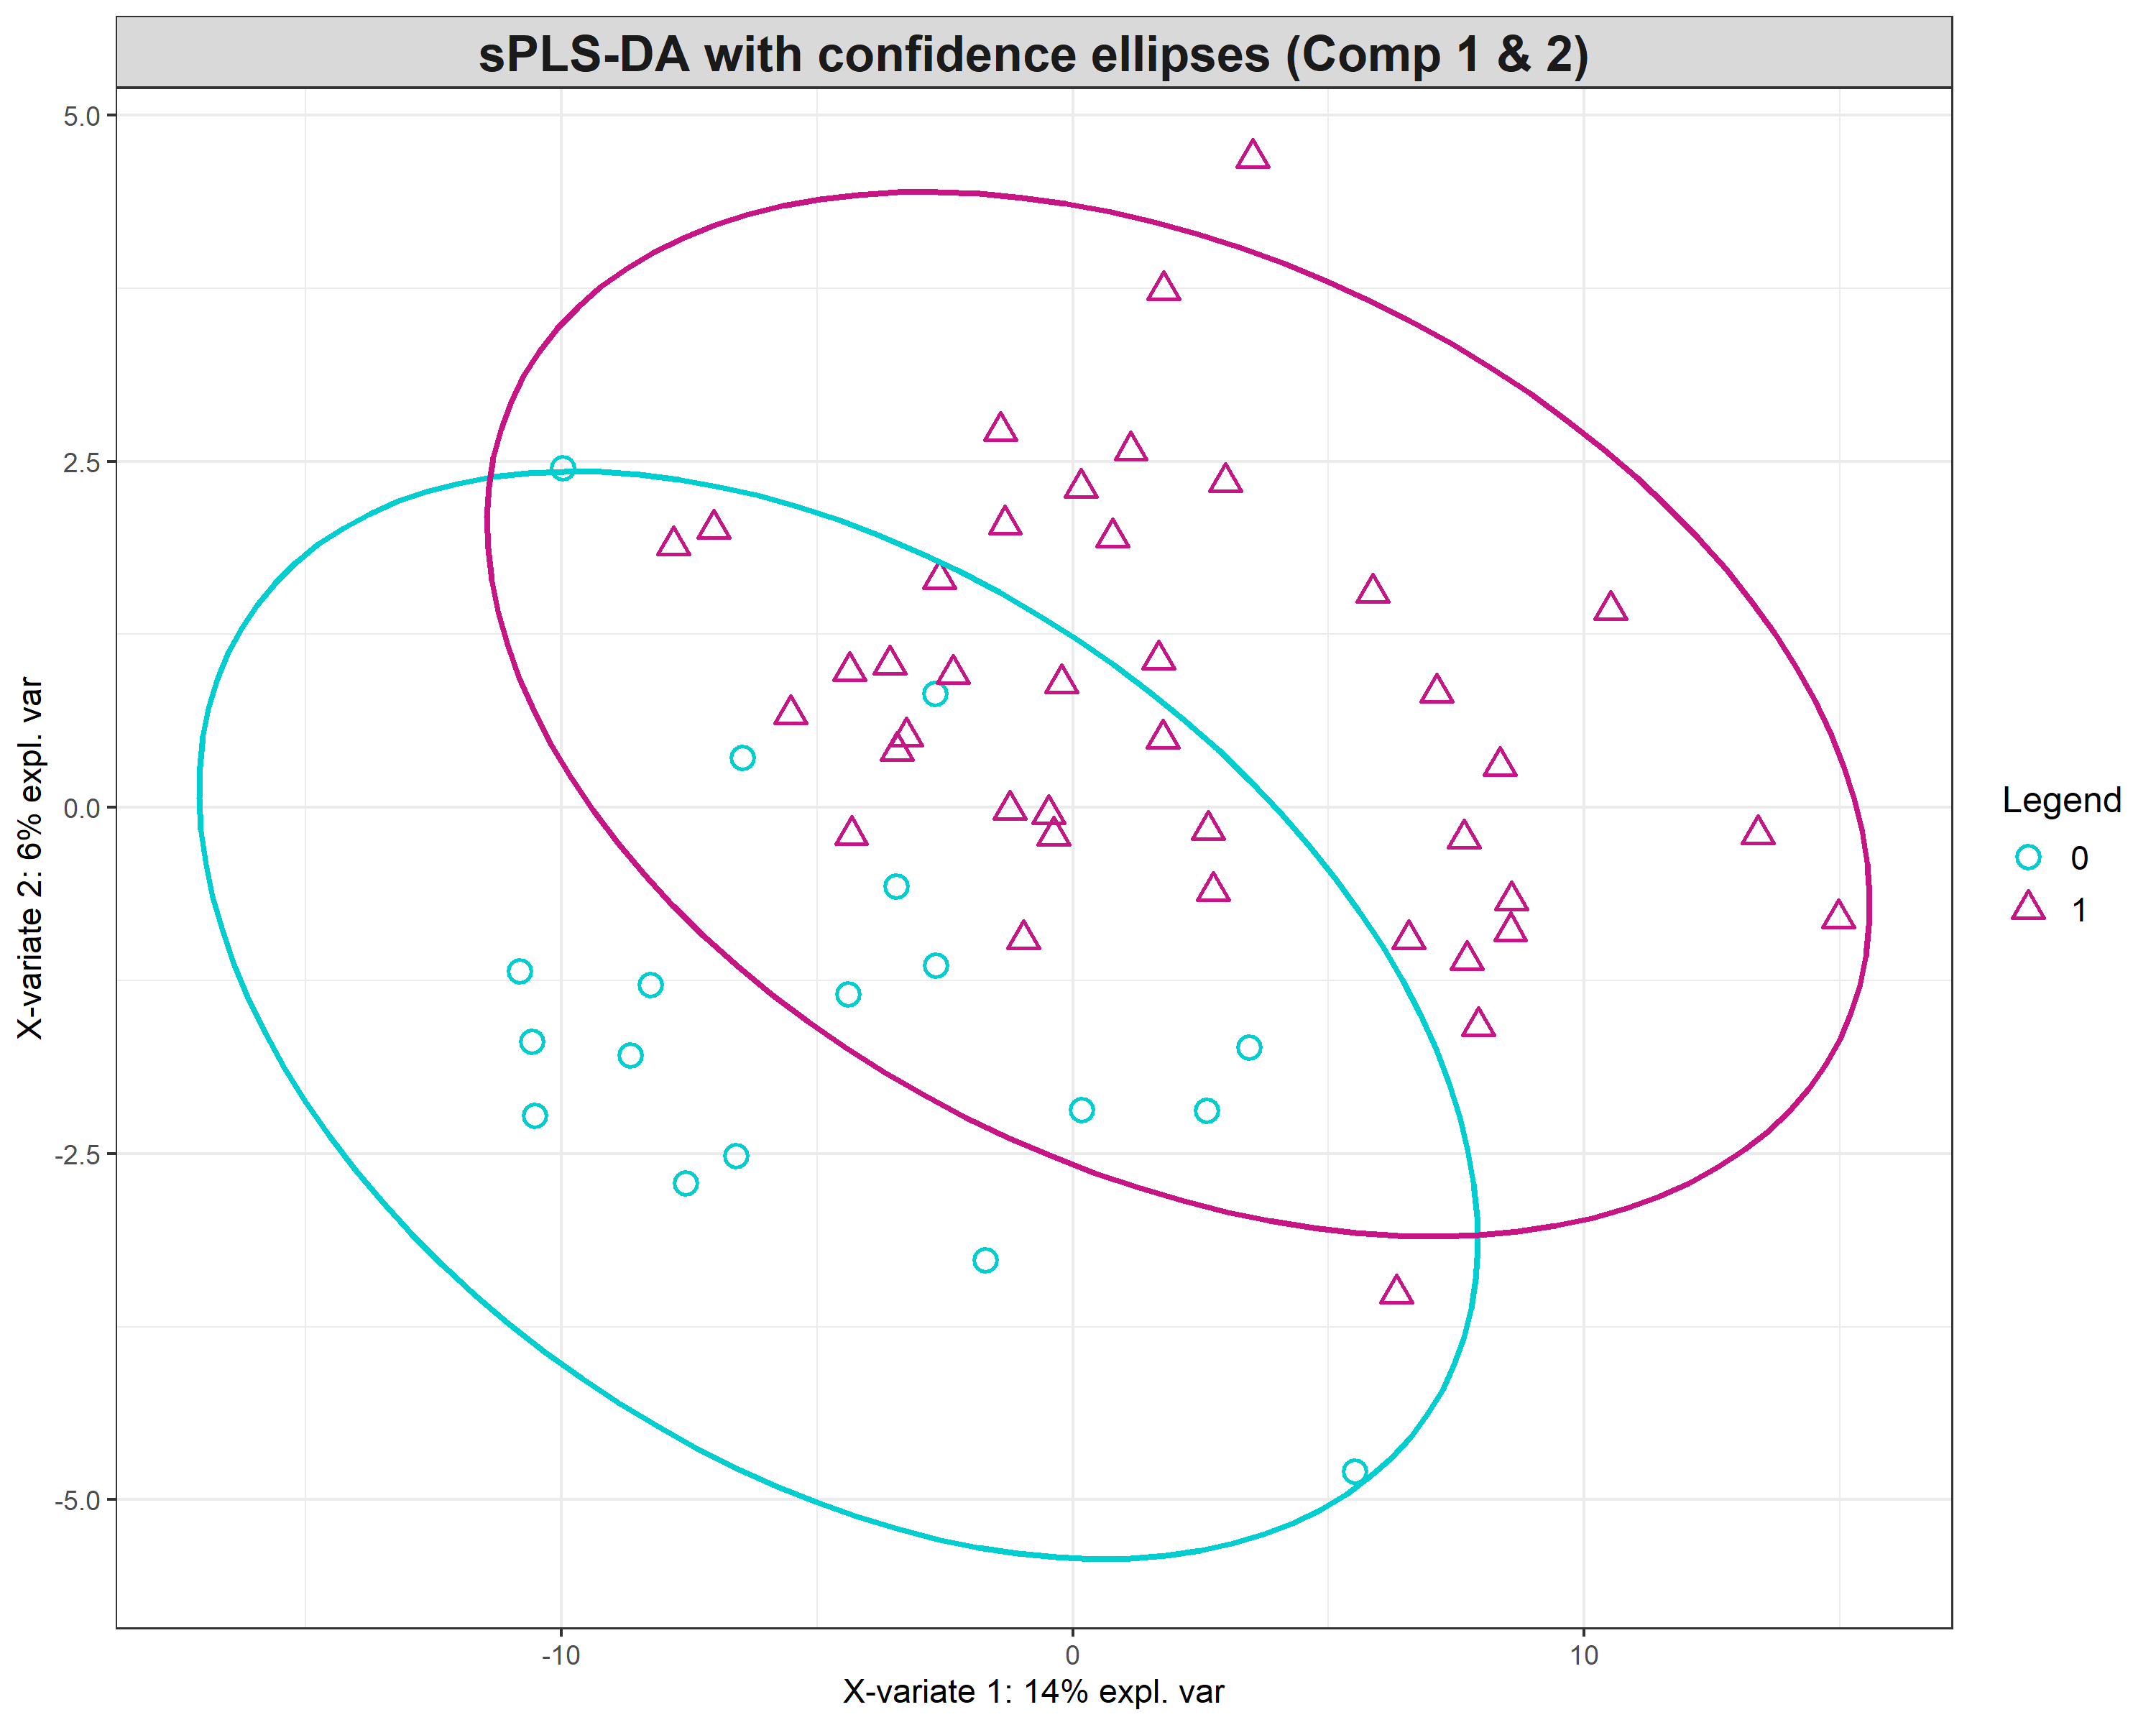 sPLS-DA with confidence ellipses (Comp 1 & 2)
5.0
2.5
0.0
-2.5
-5.0
X-variate 2: 6% expl. var
-10
0
10
X-variate 1: 14% expl. var
Legend
0
1